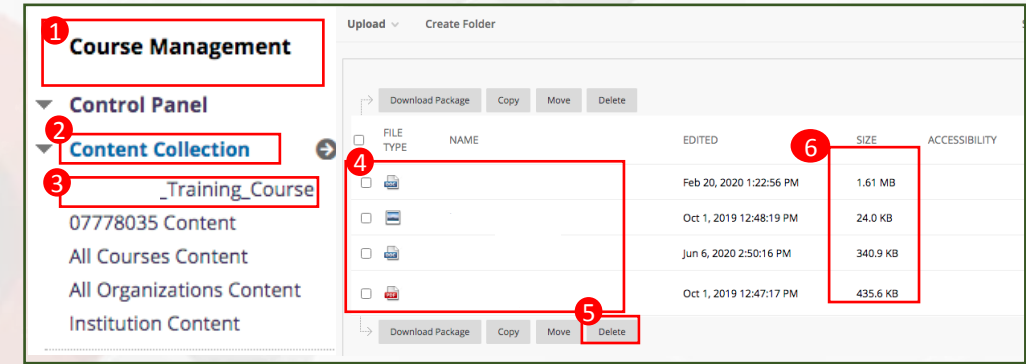 1
Course Management
Control Panel
2
Content Collection
3
_Training_Course
07778035 Content
All Courses Content
All Organizations Content
Institution Content
Upload Create Folder
Download Package Copy Move Delete
FILE TYPE NAME EDITED SIZE ACCESSIBILITY
6
4
Feb 20, 2020 1:22:56 PM 1.61 MB
Oct 1, 2019 12:48:19 PM 24.0 KB
Jun 6, 2020 2:50:16 PM 340.9 KB
PDF Oct 1, 2019 12:47:17 PM 435.6 KB
5
Download Package Copy Move Delete